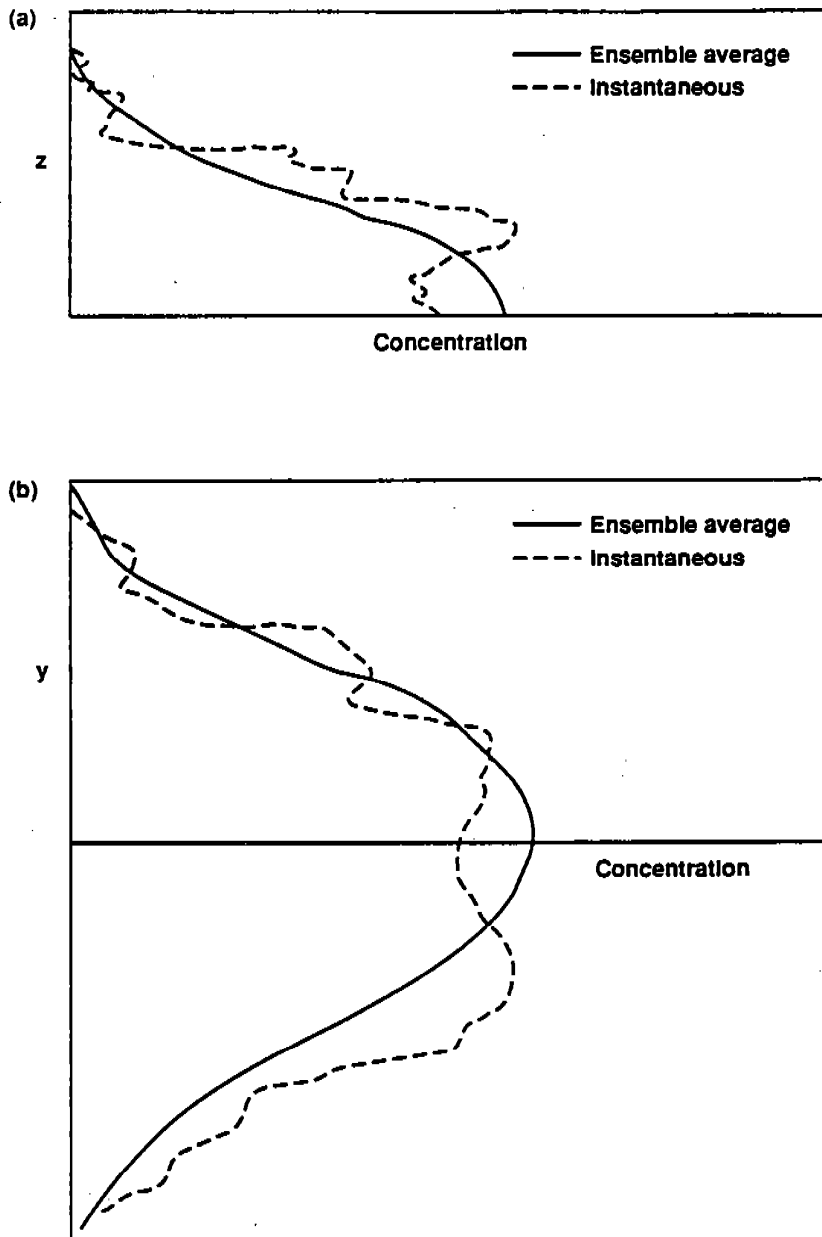 (a)
Ensemble average
Instantaneous
z
Concentration
(b)
Ensemble average
Instantaneous
y
Concentration